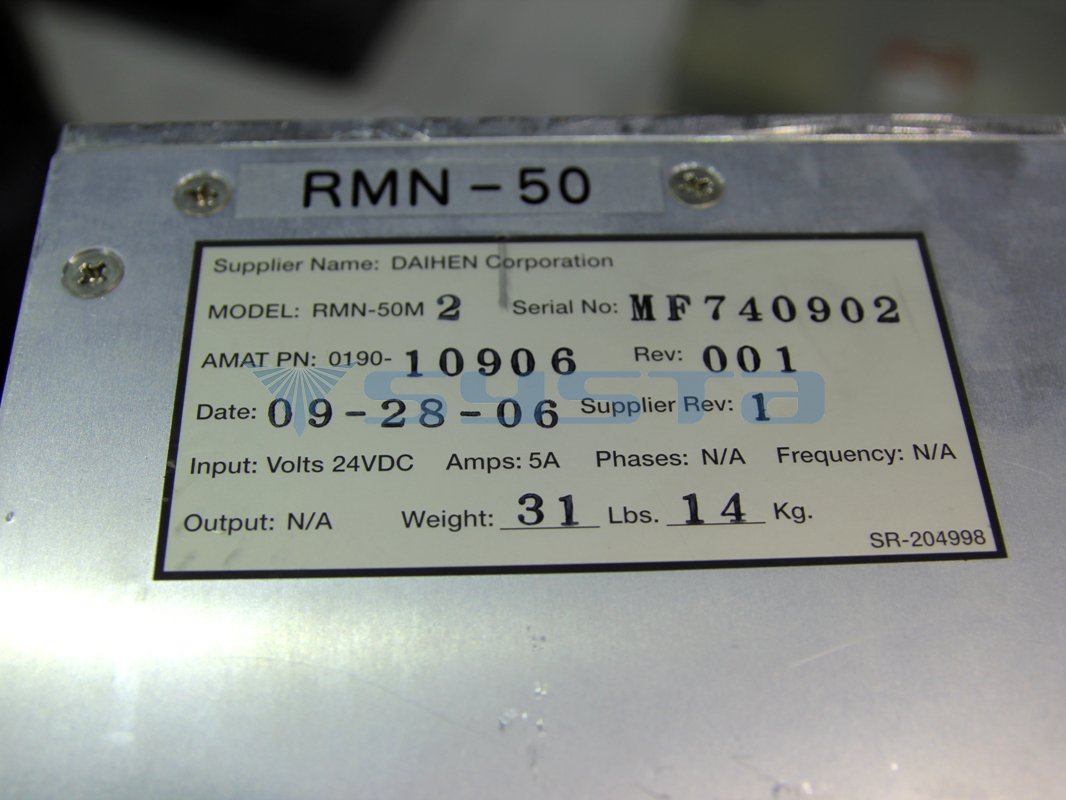 RMN-50
Supplier Name: DAIHEN Corporation
MODEL: RMN-50M 2 Serial No: MF740902
AMAT PN: 0190-10906 Rev: 001
systa
Date: 09-28-06 Supplier Rev: 1
Input: Volts 24VDC Amps: 5A Phases: N/A Frequency: N/A
Output: N/A Weight: 31 Lbs. 14 Kg.
SR-204998